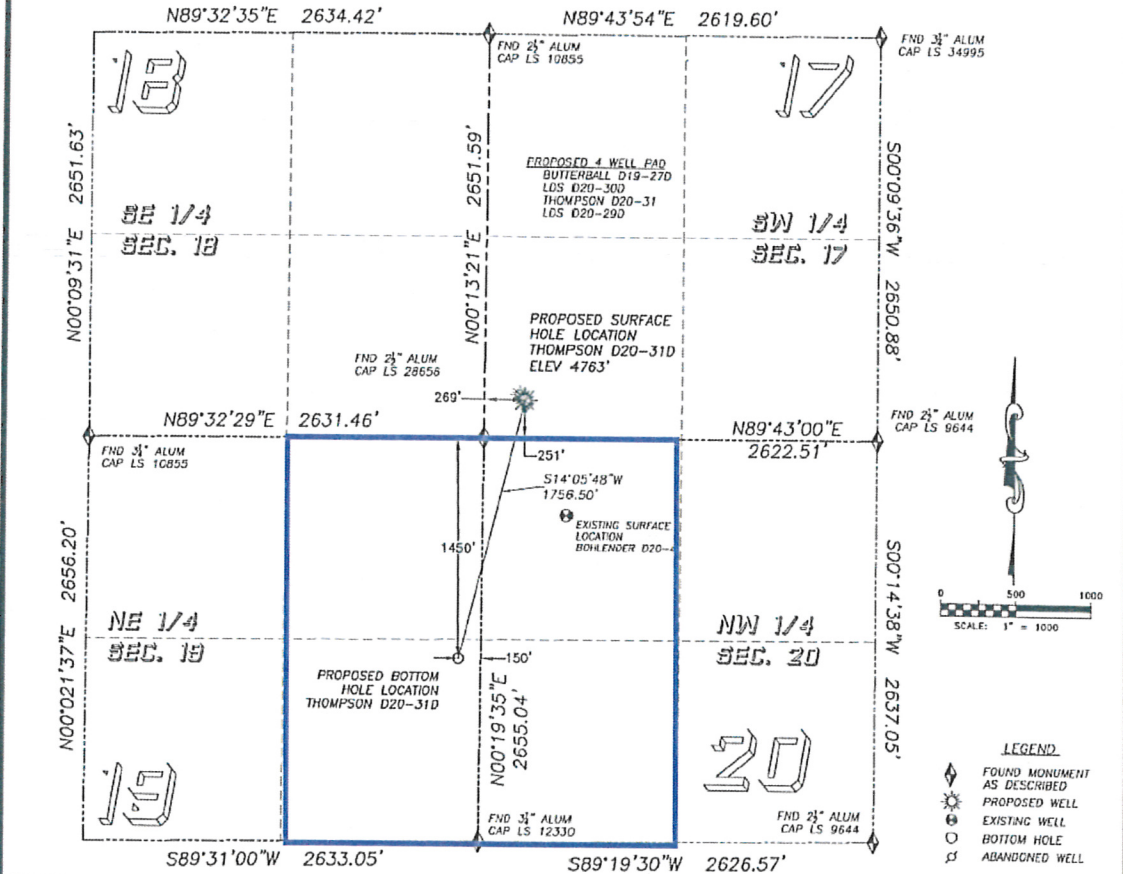 N89°32'35"E 2634.42'
N89°43'54"E 2619.60'
FND 2½" ALUM
CAP LS 10855
FND 3¼" ALUM
CAP LS 34995
18
17
N00°09'31"E 2651.63'
N00°13'21"E 2651.59'
S00°09'36"W 2650.88'
PROPOSED 4 WELL PAD
BUTTERBALL D19-27D
LDS D20-30D
THOMPSON D20-31
LDS D20-29D
SE 1/4
SEC. 18
SW 1/4
SEC. 17
PROPOSED SURFACE
HOLE LOCATION
THOMPSON D20-31D
ELEV 4763'
FND 2½" ALUM
CAP LS 28656
269'
N89°32'29"E 2631.46'
N89°43'00"E
2622.51'
FND 2½" ALUM
CAP LS 9644
FND 3¼" ALUM
CAP LS 10855
251'
S14°05'48"W
1756.50'
EXISTING SURFACE
LOCATION
BOHLENDER D20-
1450'
N00°021'37"E 2656.20'
S00°14'38"W 2637.05'
0 500 1000
SCALE: 1" = 1000
NE 1/4
SEC. 19
NW 1/4
SEC. 20
150'
PROPOSED BOTTOM
HOLE LOCATION
THOMPSON D20-31D
N00°19'35"E
2655.04'
19
20
LEGEND
FOUND MONUMENT
AS DESCRIBED
PROPOSED WELL
EXISTING WELL
BOTTOM HOLE
ABANDONED WELL
FND 3¼" ALUM
CAP LS 12330
FND 2½" ALUM
CAP LS 9644
S89°31'00"W 2633.05'
S89°19'30"W 2626.57'